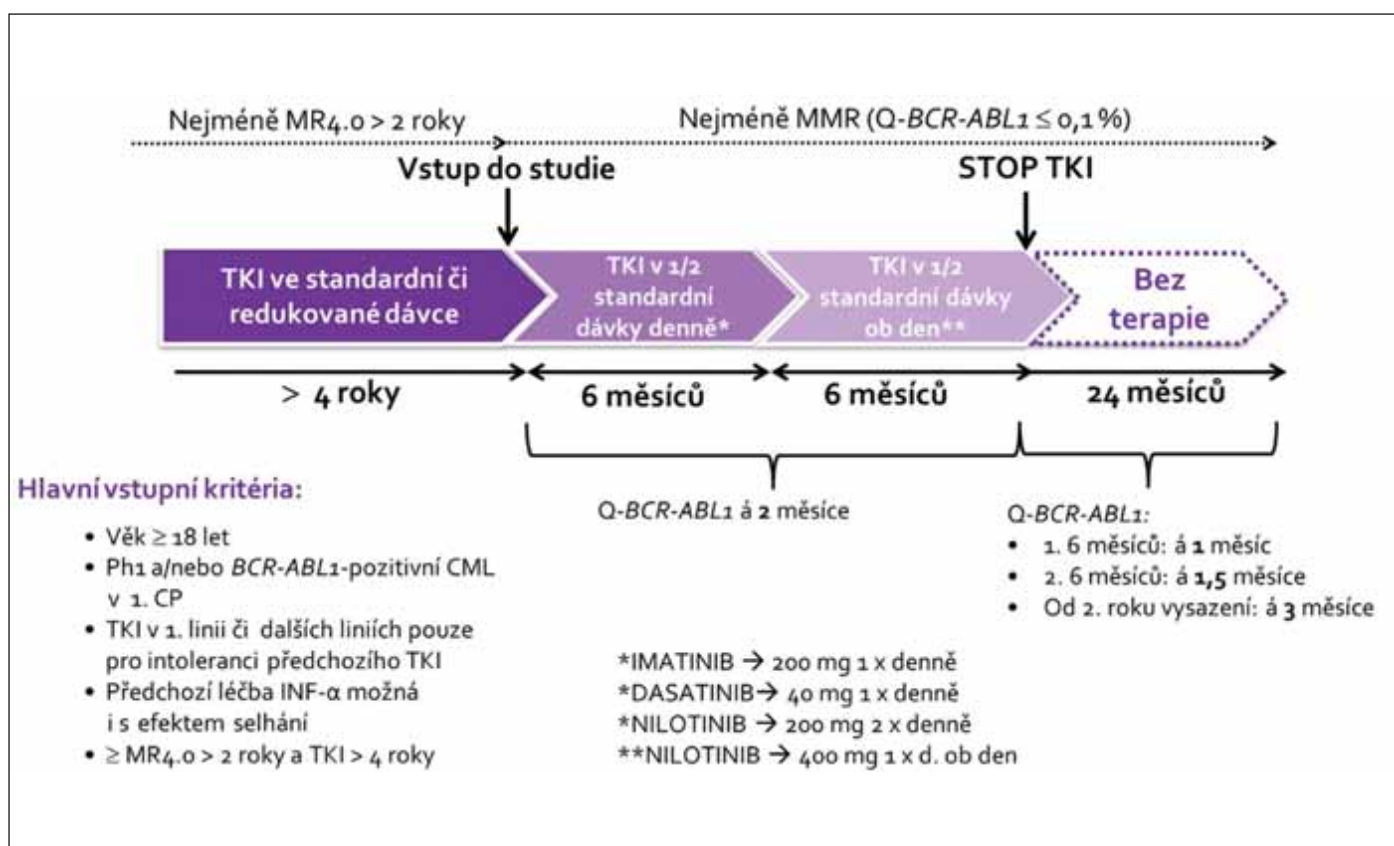 Nejméně MR4.0 > 2 roky
Nejméně MMR (Q-BCR-ABL1 ≤ 0,1 %)
Vstup do studie
STOP TKI
TKI ve standardní či
redukované dávce
TKI v 1/2
standardní
dávky denně*
TKI v 1/2
standardní dávky
ob den**
Bez
terapie
> 4 roky
6 měsíců
6 měsíců
24 měsíců
Hlavní vstupní kritéria:
• Věk ≥ 18 let
• Ph1 a/nebo BCR-ABL1-pozitivní CML
v 1. CP
• TKI v 1. linii či dalších liniích pouze
pro intoleranci předchozího TKI
• Předchozí léčba INF-α možná
i s efektem selhání
• ≥ MR4.0 > 2 roky a TKI > 4 roky
Q-BCR-ABL1 á 2 měsíce
*IMATINIB → 200 mg 1 x denně
*DASATINIB→ 40 mg 1 x denně
*NILOTINIB → 200 mg 2 x denně
**NILOTINIB → 400 mg 1 x d. ob den
Q-BCR-ABL1:
• 1. 6 měsíců: á 1 měsíc
• 2. 6 měsíců: á 1,5 měsíce
• Od 2. roku vysazení: á 3 měsíce